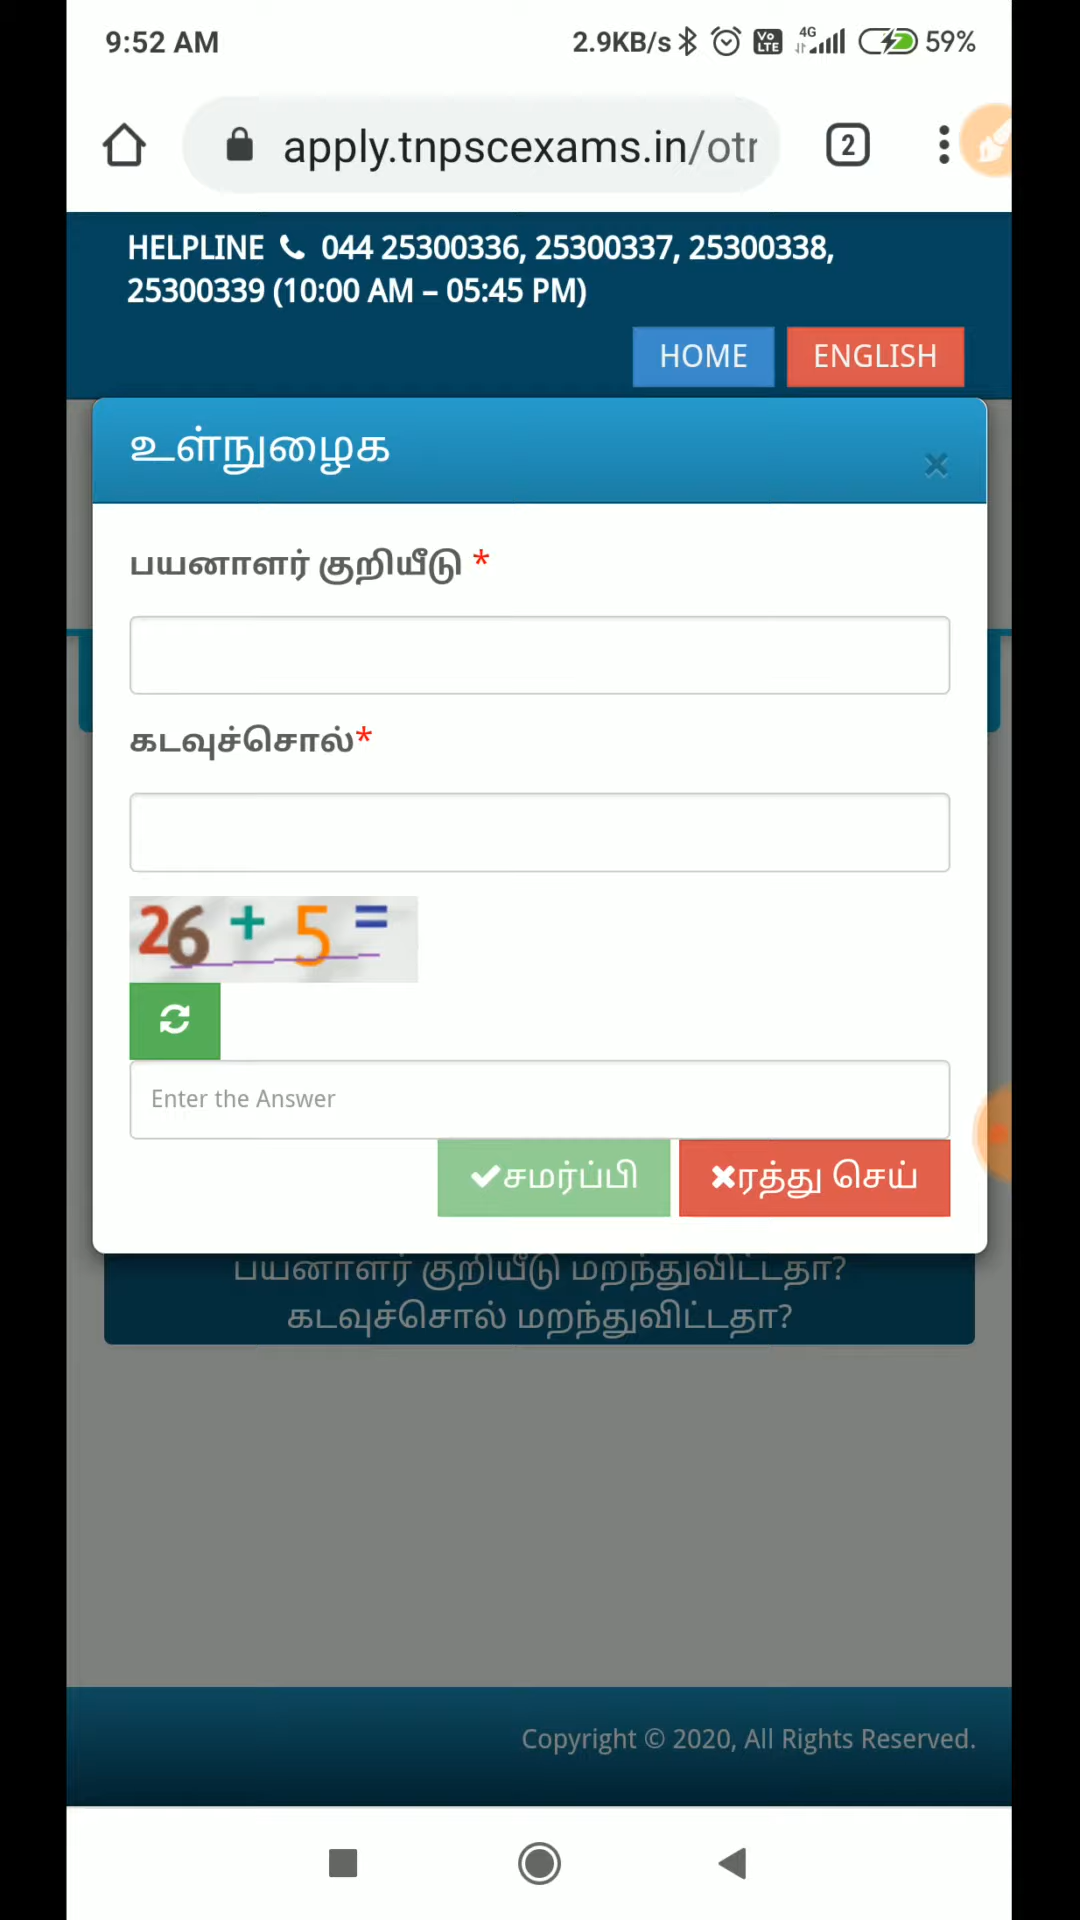 9:52 AM 2.9KB/s Vo LTE 4G 59%
apply.tnpscexams.in/otr 2
HELPLINE 044 25300336, 25300337, 25300338,
25300339 (10:00 AM – 05:45 PM)
HOME ENGLISH
உள்நுழைக ×
பயனாளர் குறியீடு *
கடவுச்சொல்*
26 + 5 =
Enter the Answer
சமர்ப்பி ரத்து செய்
பயனாளர் குறியீடு மறந்துவிட்டதா?
கடவுச்சொல் மறந்துவிட்டதா?
Copyright © 2020, All Rights Reserved.